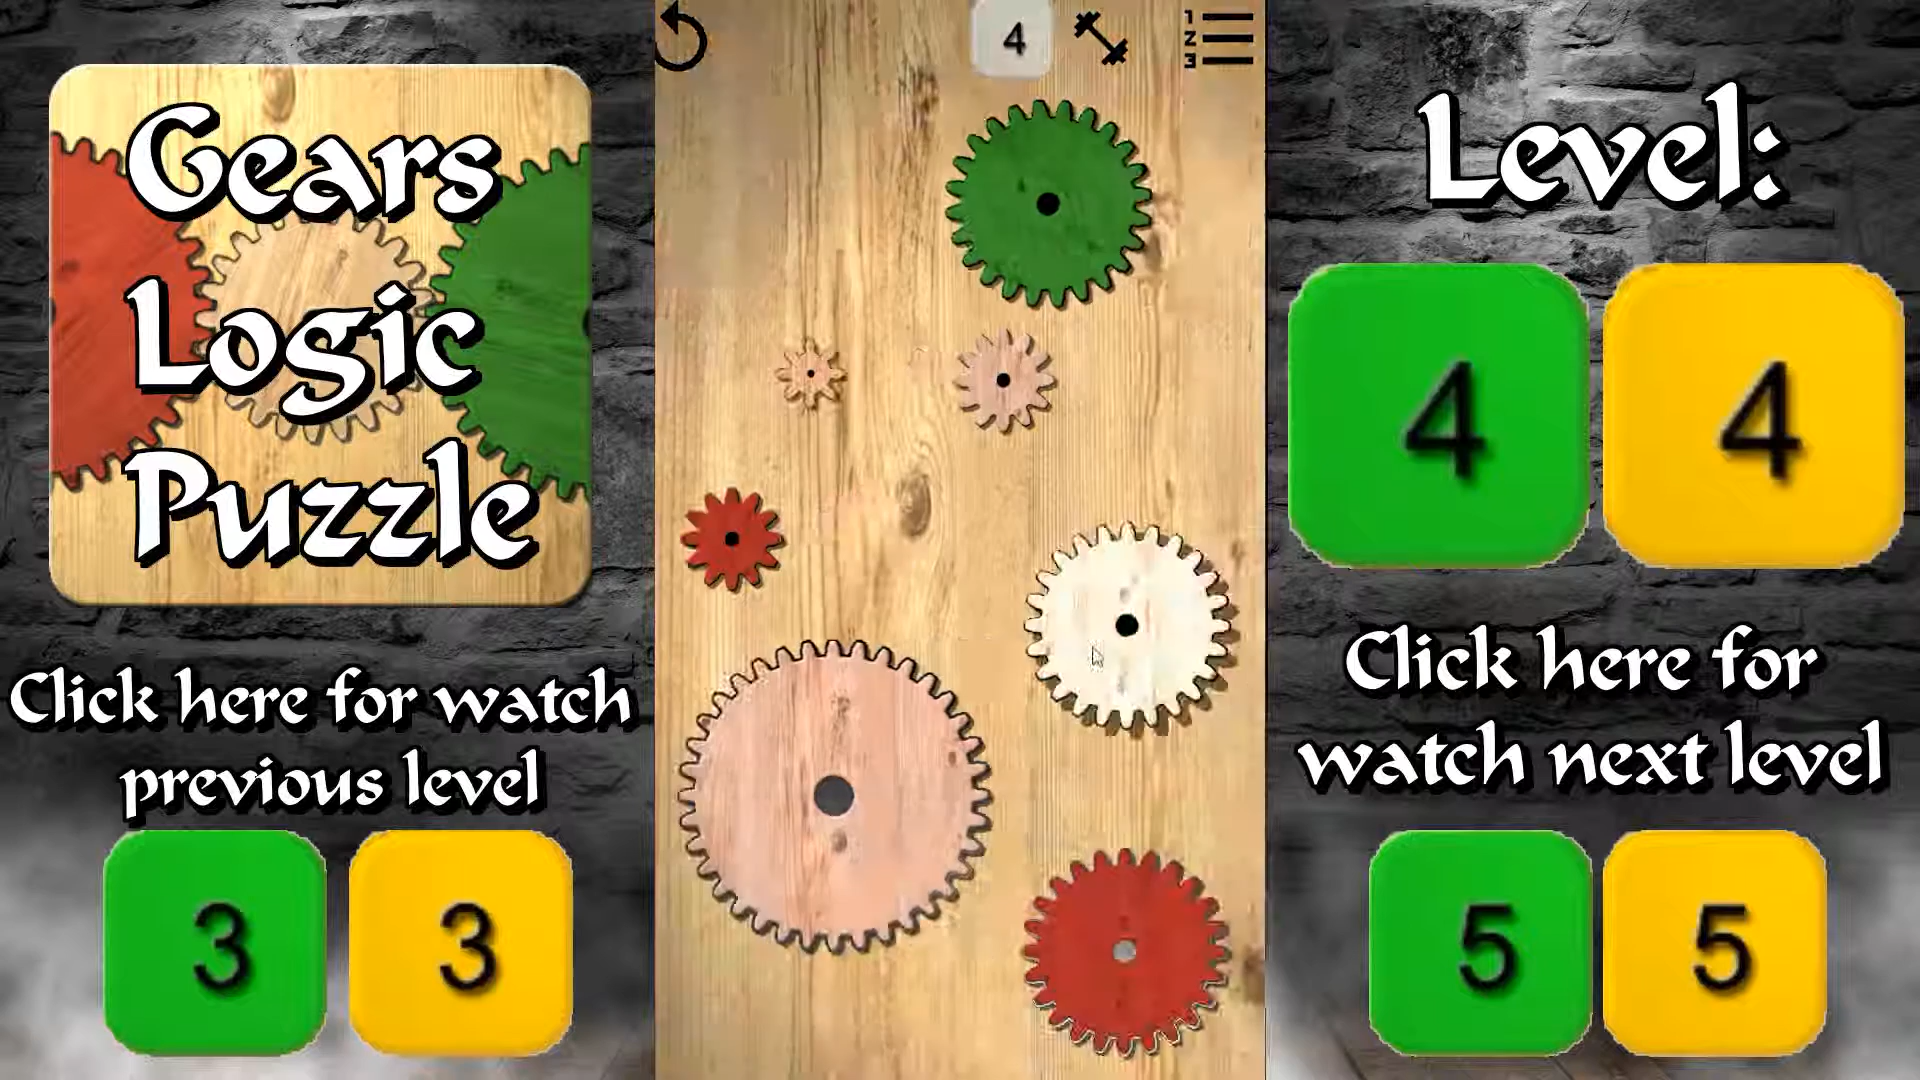 Gears
Logic
Puzzle
Click here for watch
previous level
3 3
4
1
2
3
Level:
4 4
Click here for
watch next level
5 5